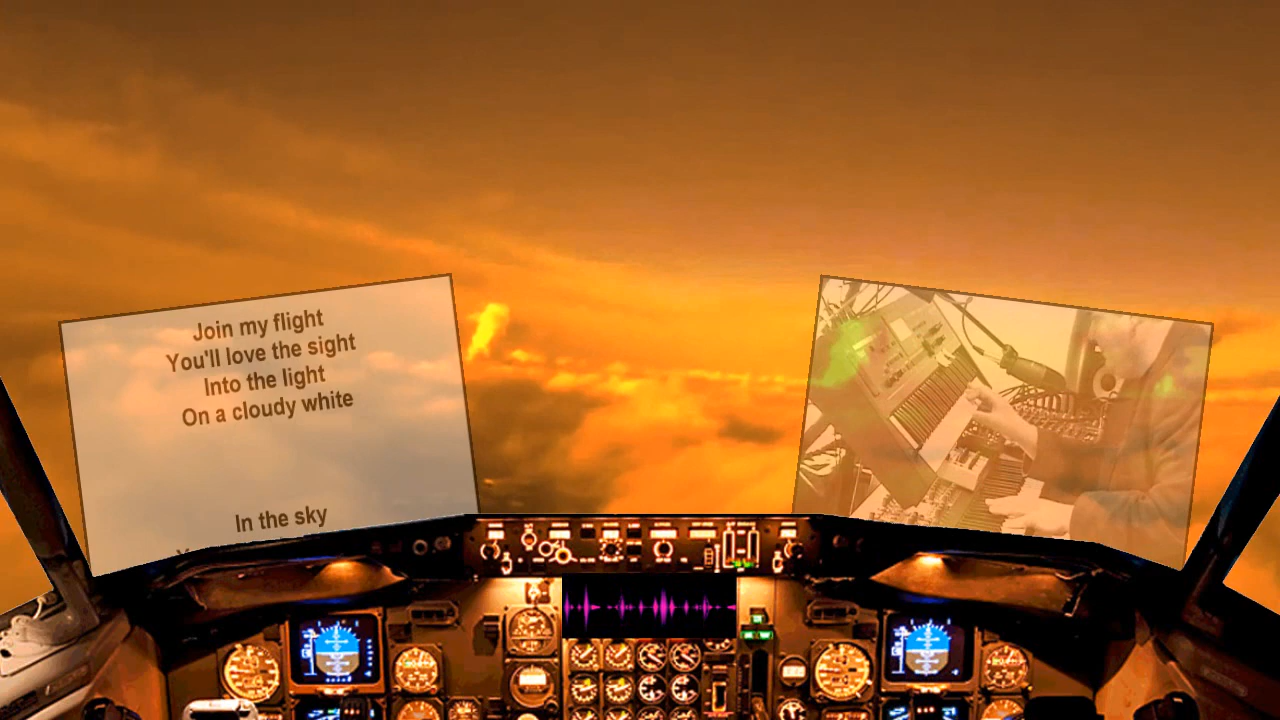 Join my flight
You'll love the sight
Into the light
On a cloudy white
In the sky